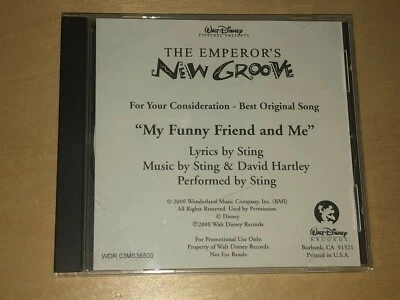 WALT DISNEY
PICTURES PRESENTS
THE EMPEROR'S
NEW GROOVE
For Your Consideration - Best Original Song
"My Funny Friend and Me"
Lyrics by Sting
Music by Sting & David Hartley
Performed by Sting
© 2000 Wonderland Music Company, Inc. (BMI)
All Rights Reserved. Used by Permission.
© Disney
℗2000 Walt Disney Records
For Promotional Use Only.
Property of Walt Disney Records.
Not For Resale.
WALT DISNEY
RECORDS
Burbank, CA 91521
Printed in U.S.A.
WDR 03MS36500